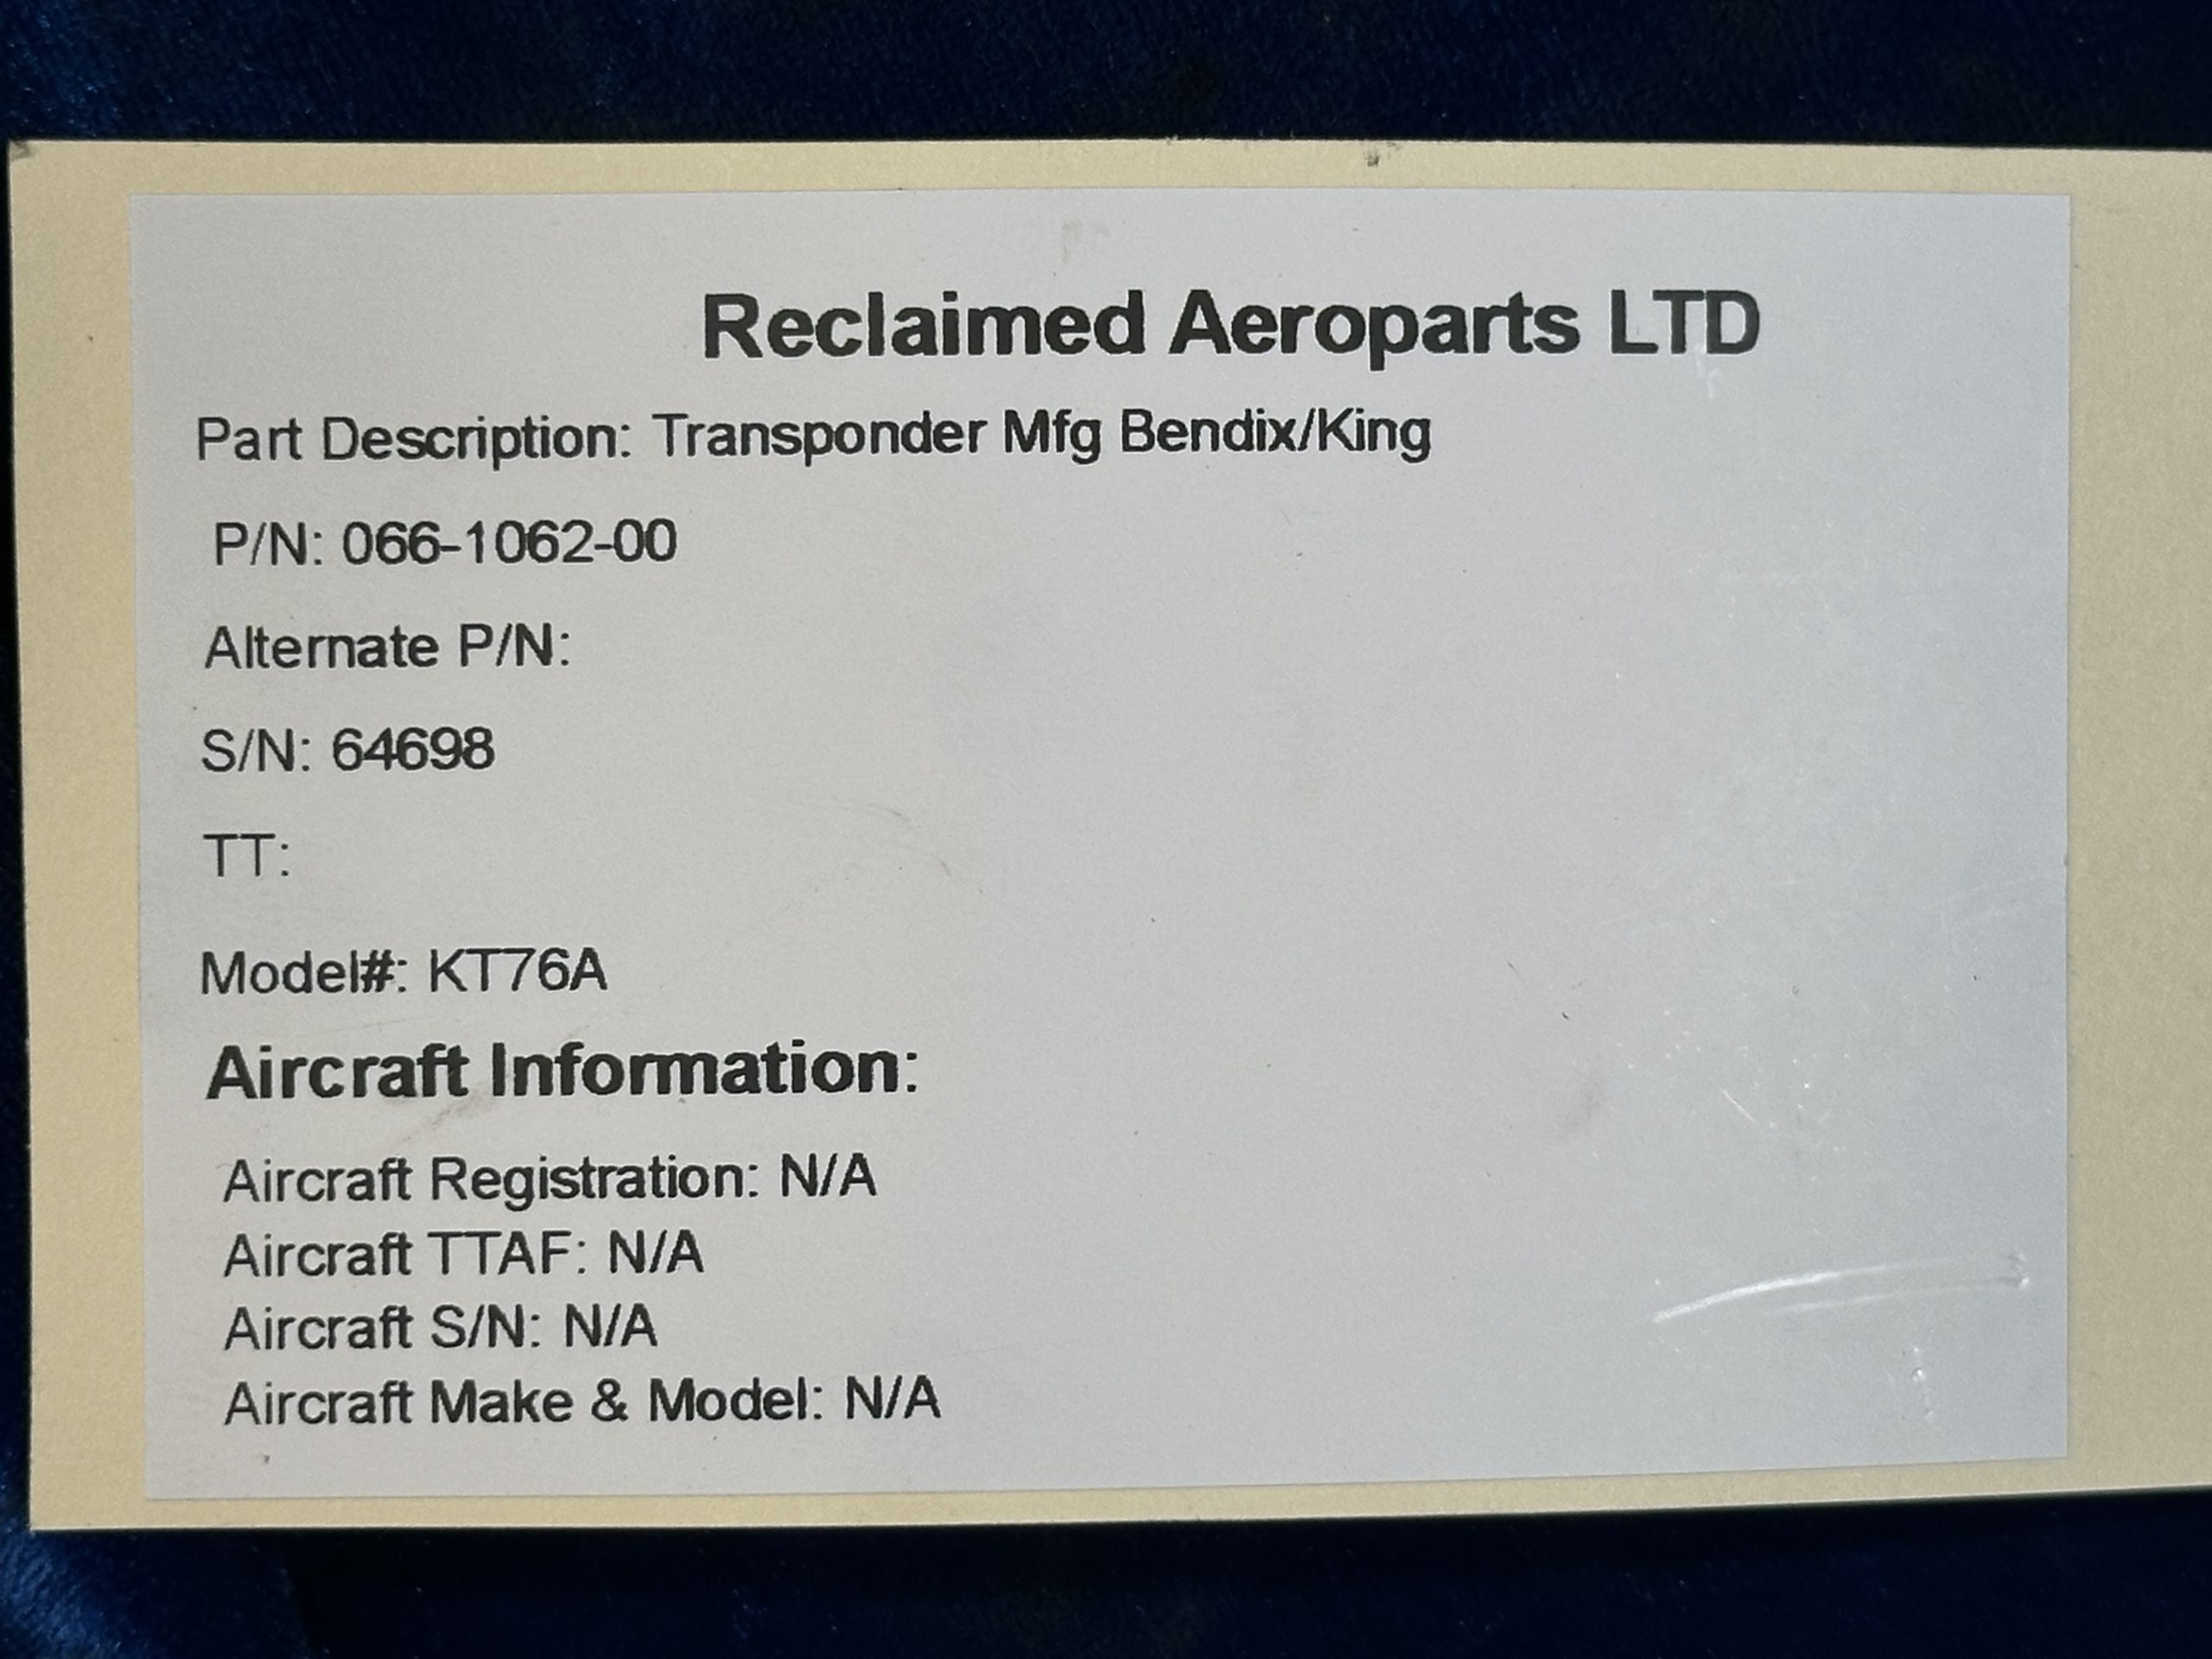 Reclaimed Aeroparts LTD
Part Description: Transponder Mfg Bendix/King
P/N: 066-1062-00
Alternate P/N:
S/N: 64698
TT:
Model#: KT76A
Aircraft Information:
Aircraft Registration: N/A
Aircraft TTAF: N/A
Aircraft S/N: N/A
Aircraft Make & Model: N/A